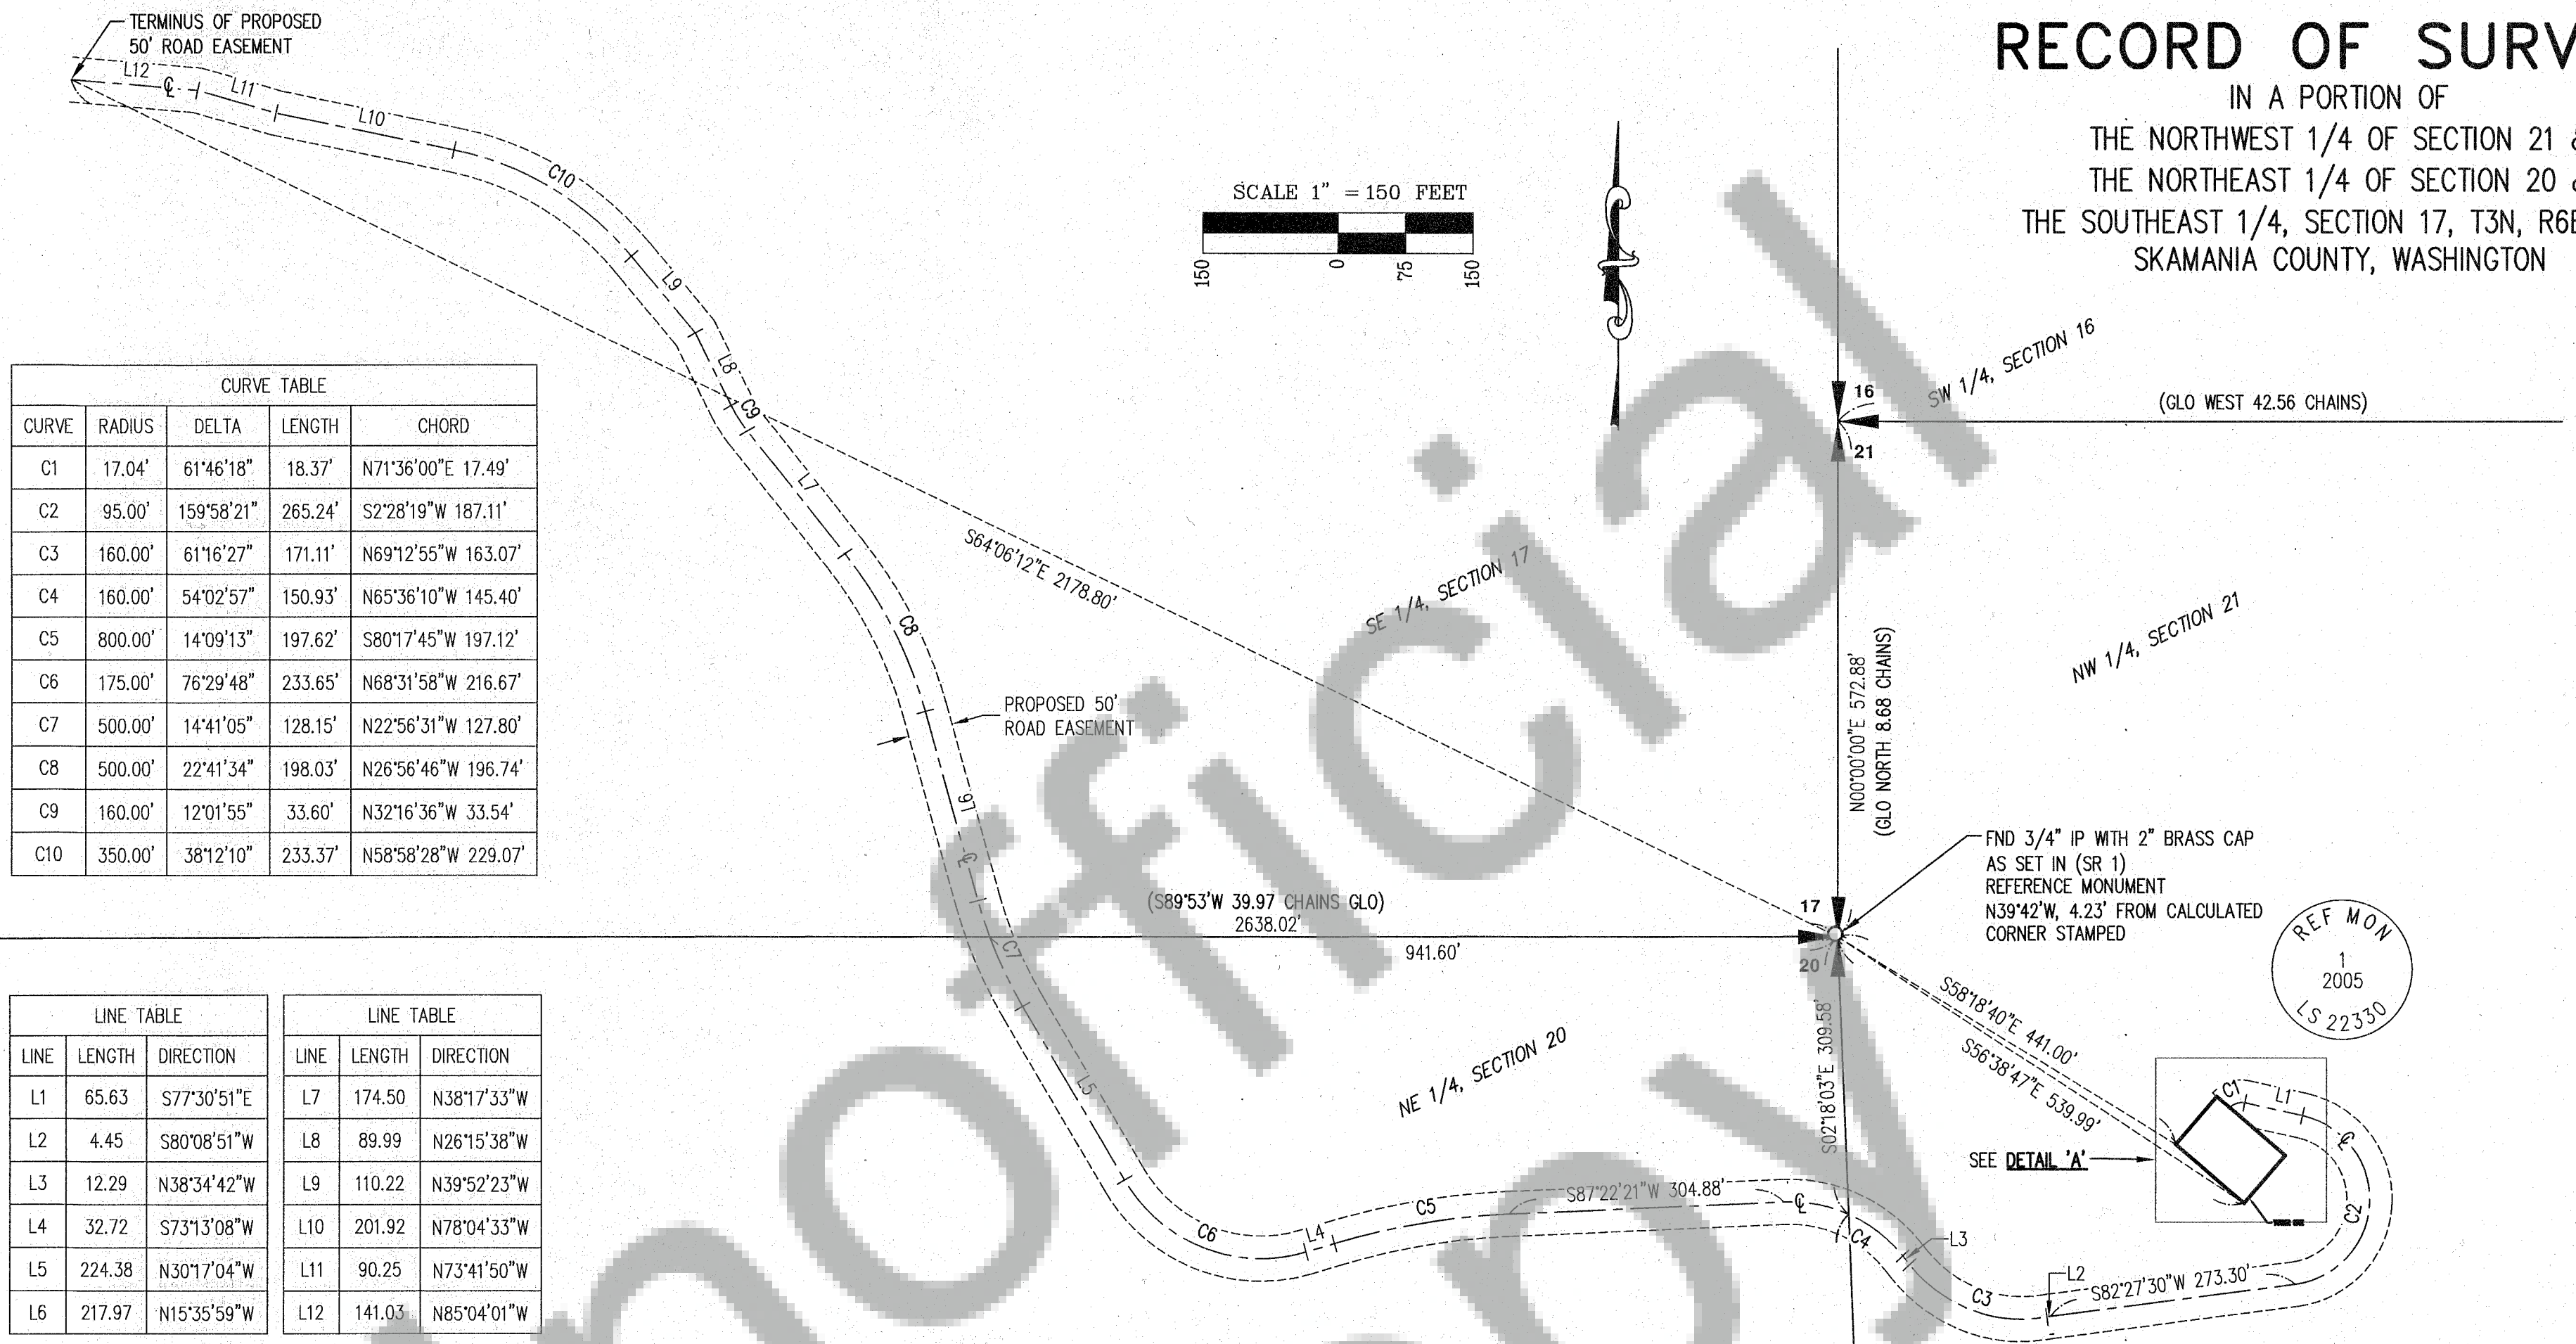 TERMINUS OF PROPOSED
50' ROAD EASEMENT
L12
℄
L11
L10
C10
L9
L8
C9
L7
C8
L6
℄
C7
L5
C6
L4
C5
S87°22'21"W 304.88'
℄
C4
L3
C3
L2
S82°27'30"W 273.30'
C2
℄
L1
C1
RECORD OF SURV
IN A PORTION OF
THE NORTHWEST 1/4 OF SECTION 21 &
THE NORTHEAST 1/4 OF SECTION 20 &
THE SOUTHEAST 1/4, SECTION 17, T3N, R6E
SKAMANIA COUNTY, WASHINGTON
SCALE 1" = 150 FEET
150 0 75 150
SW 1/4, SECTION 16
16
21
(GLO WEST 42.56 CHAINS)
CURVE TABLE
CURVE RADIUS DELTA LENGTH CHORD
C1 17.04' 61°46'18" 18.37' N71°36'00"E 17.49'
C2 95.00' 159°58'21" 265.24' S2°28'19"W 187.11'
C3 160.00' 61°16'27" 171.11' N69°12'55"W 163.07'
C4 160.00' 54°02'57" 150.93' N65°36'10"W 145.40'
C5 800.00' 14°09'13" 197.62' S80°17'45"W 197.12'
C6 175.00' 76°29'48" 233.65' N68°31'58"W 216.67'
C7 500.00' 14°41'05" 128.15' N22°56'31"W 127.80'
C8 500.00' 22°41'34" 198.03' N26°56'46"W 196.74'
C9 160.00' 12°01'55" 33.60' N32°16'36"W 33.54'
C10 350.00' 38°12'10" 233.37' N58°58'28"W 229.07'
S64°06'12"E 2178.80'
SE 1/4, SECTION 17
NW 1/4, SECTION 21
PROPOSED 50'
ROAD EASEMENT
N00°00'00"E 572.88'
(GLO NORTH 8.68 CHAINS)
FND 3/4" IP WITH 2" BRASS CAP
AS SET IN (SR 1)
REFERENCE MONUMENT
N39°42'W, 4.23' FROM CALCULATED
CORNER STAMPED
REF MON
1
2005
LS 22330
(S89°53'W 39.97 CHAINS GLO)
2638.02'
941.60'
17
20
S02°18'03"E 309.58'
S58°18'40"E 441.00'
S56°38'47"E 539.99'
NE 1/4, SECTION 20
SEE DETAIL 'A'
LINE TABLE
LINE LENGTH DIRECTION
L1 65.63 S77°30'51"E
L2 4.45 S80°08'51"W
L3 12.29 N38°34'42"W
L4 32.72 S73°13'08"W
L5 224.38 N30°17'04"W
L6 217.97 N15°35'59"W
LINE TABLE
LINE LENGTH DIRECTION
L7 174.50 N38°17'33"W
L8 89.99 N26°15'38"W
L9 110.22 N39°52'23"W
L10 201.92 N78°04'33"W
L11 90.25 N73°41'50"W
L12 141.03 N85°04'01"W
nofficial